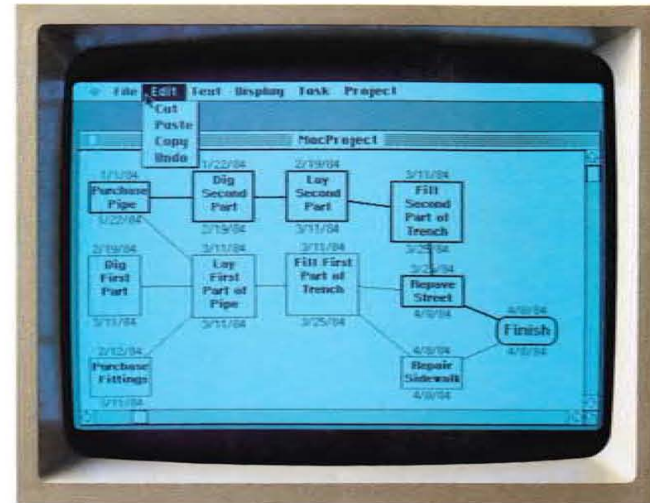 File Edit Text Display Task Project
Cut
Paste
Copy
Undo
MacProject
1/1/84
Purchase
Pipe
1/22/84
1/22/84
Dig
Second
Part
2/19/84
2/19/84
Lay
Second
Part
3/11/84
3/11/84
Fill
Second
Part of
Trench
3/25/84
2/19/84
Dig
First
Part
3/11/84
3/11/84
Lay
First
Part of
Pipe
3/11/84
3/11/84
Fill First
Part of
Trench
3/25/84
3/25/84
Repave
Street
4/8/84
4/8/84
Finish
4/8/84
2/12/84
Purchase
Fittings
3/11/84
4/8/84
Repair
Sidewalk
4/8/84